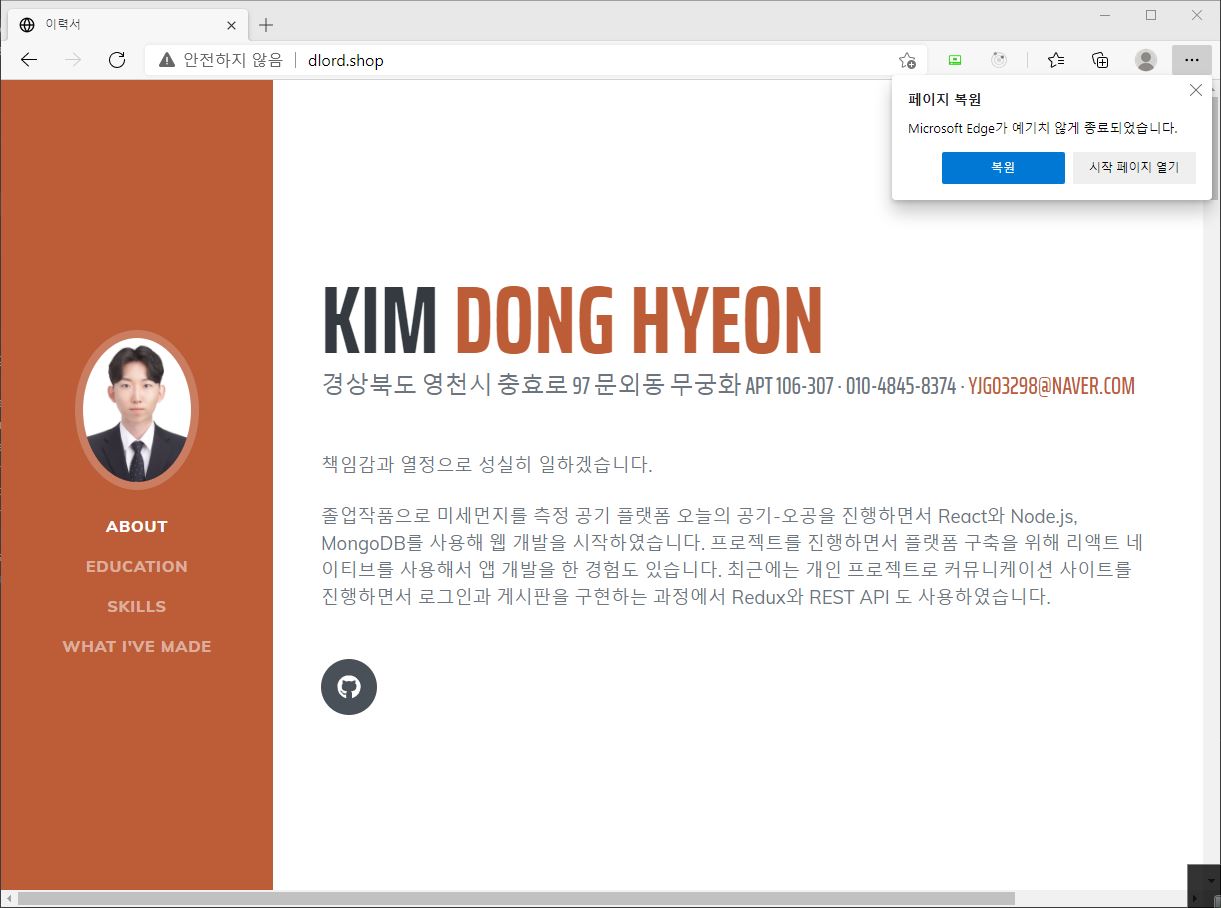 이력서
안전하지 않음
dlord.shop
페이지 복원
Microsoft Edge가 예기치 않게 종료되었습니다.
복원
시작 페이지 열기
KIM DONG HYEON
경상북도 영천시 충효로 97 문외동 무궁화 APT 106-307 · 010-4845-8374 · YJG03298@NAVER.COM
ABOUT
EDUCATION
SKILLS
WHAT I'VE MADE
책임감과 열정으로 성실히 일하겠습니다.
졸업작품으로 미세먼지를 측정 공기 플랫폼 오늘의 공기-오공을 진행하면서 React와 Node.js,
MongoDB를 사용해 웹 개발을 시작하였습니다. 프로젝트를 진행하면서 플랫폼 구축을 위해 리액트 네
이티브를 사용해서 앱 개발을 한 경험도 있습니다. 최근에는 개인 프로젝트로 커뮤니케이션 사이트를
진행하면서 로그인과 게시판을 구현하는 과정에서 Redux와 REST API 도 사용하였습니다.